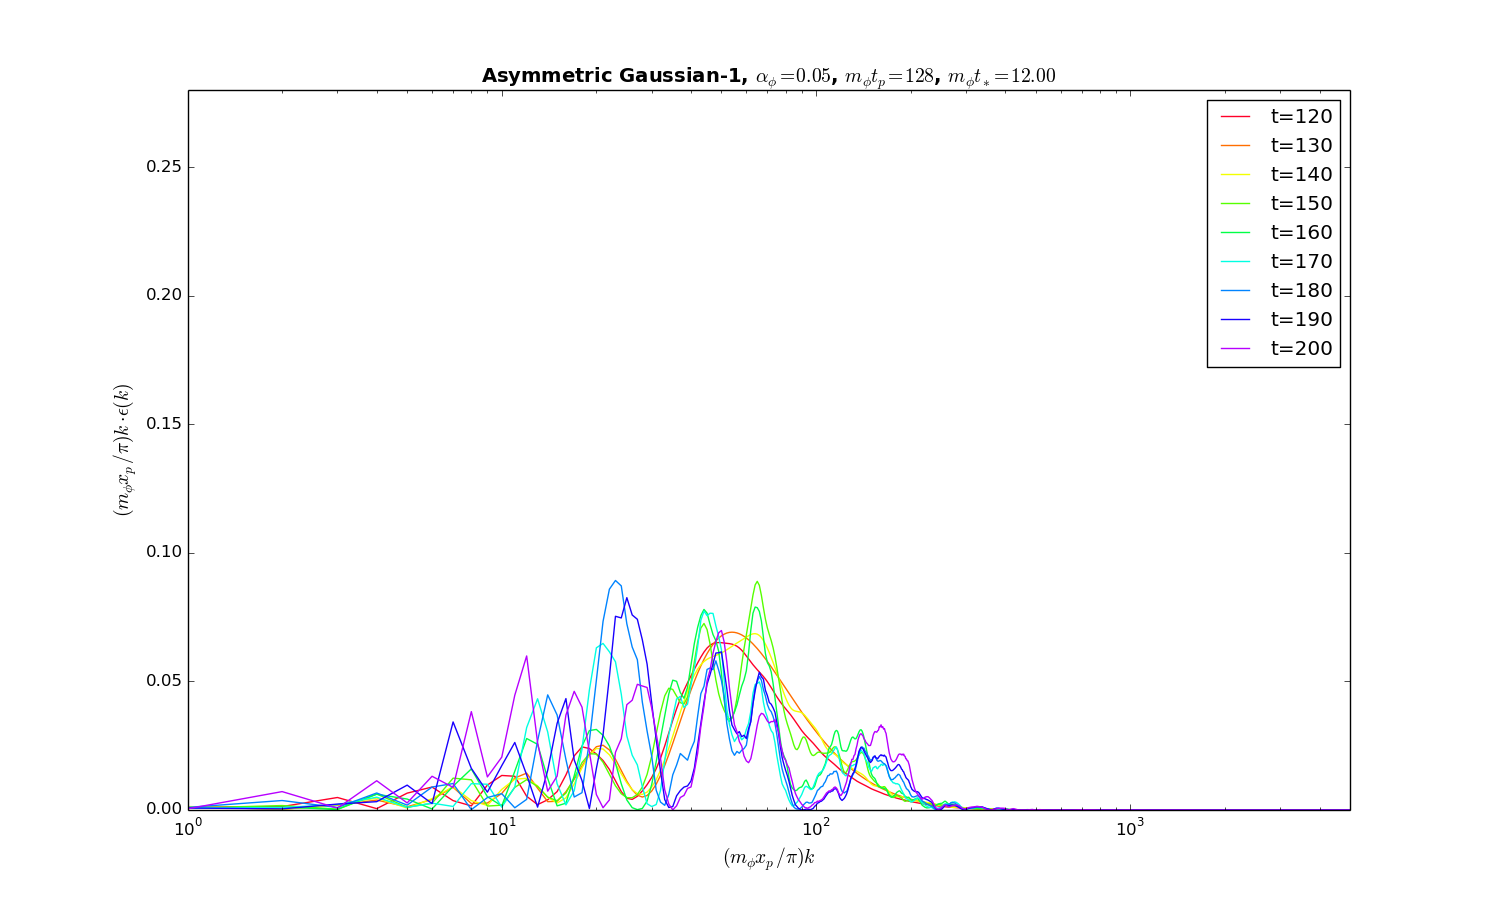 Asymmetric Gaussian-1, α_ϕ=0.05, m_ϕt_p=128, m_ϕt_*=12.00
t=120
t=130
t=140
t=150
t=160
t=170
t=180
t=190
t=200
0.25
0.20
0.15
0.10
0.05
0.00
(m_ϕx_p/π)k·ϵ(k)
10^0 10^1 10^2 10^3
(m_ϕx_p/π)k